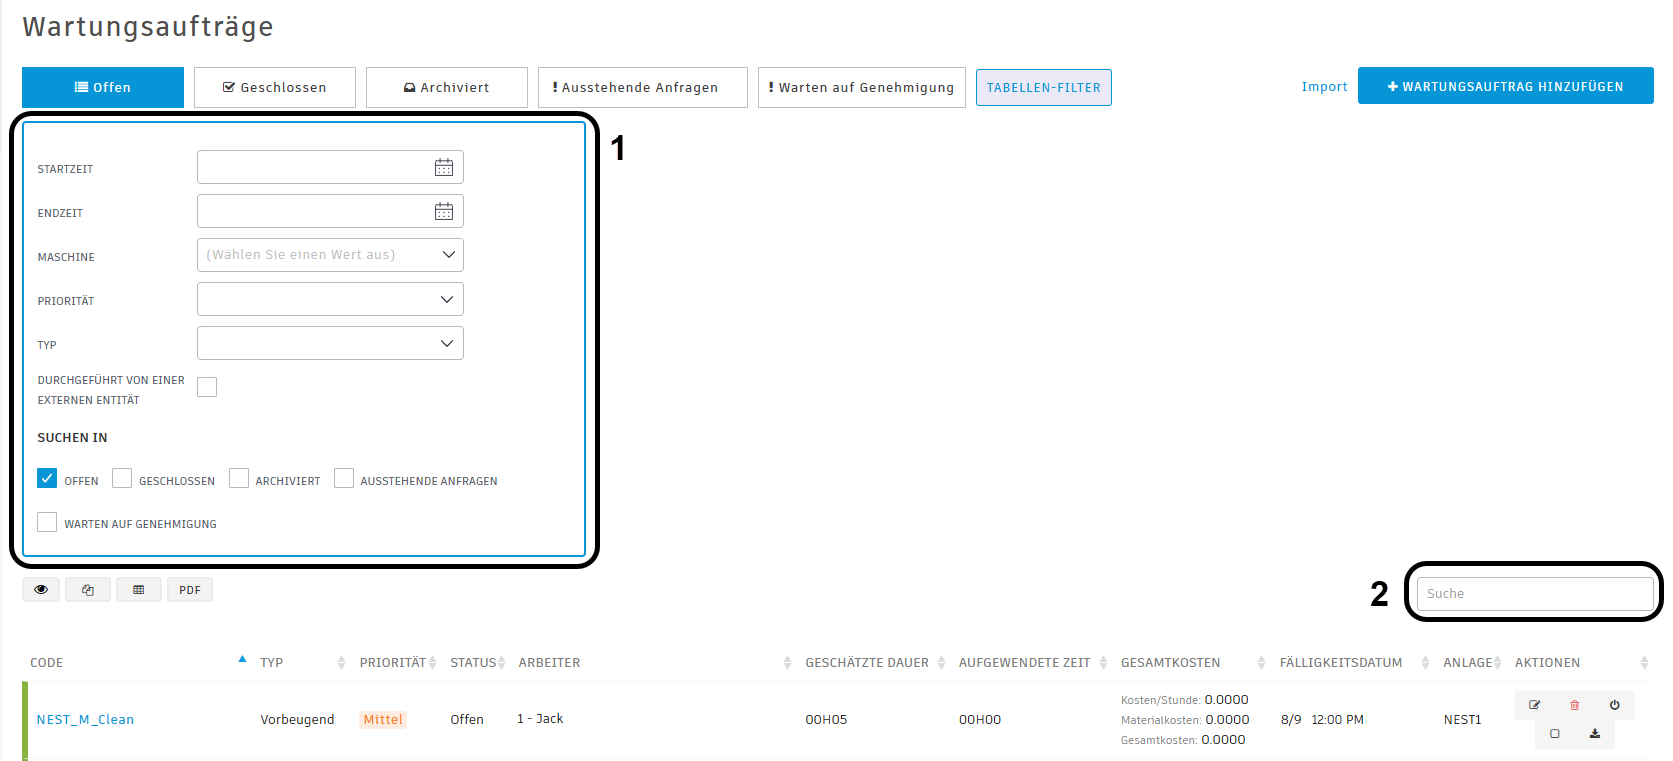 Wartungsaufträge
Offen Geschlossen Archiviert ! Ausstehende Anfragen ! Warten auf Genehmigung TABELLEN-FILTER Import + WARTUNGSAUFTRAG HINZUFÜGEN
1
STARTZEIT
ENDZEIT
MASCHINE (Wählen Sie einen Wert aus)
PRIORITÄT
TYP
DURCHGEFÜHRT VON EINER
EXTERNEN ENTITÄT
SUCHEN IN
OFFEN GESCHLOSSEN ARCHIVIERT AUSSTEHENDE ANFRAGEN
WARTEN AUF GENEHMIGUNG
PDF 2 Suche
CODE TYP PRIORITÄT STATUS ARBEITER GESCHÄTZTE DAUER AUFGEWENDETE ZEIT GESAMTKOSTEN FÄLLIGKEITSDATUM ANLAGE AKTIONEN
NEST_M_Clean Vorbeugend Mittel Offen 1 - Jack 00H05 00H00 Kosten/Stunde: 0.0000 8/9 12:00 PM NEST1
Materialkosten: 0.0000
Gesamtkosten: 0.0000